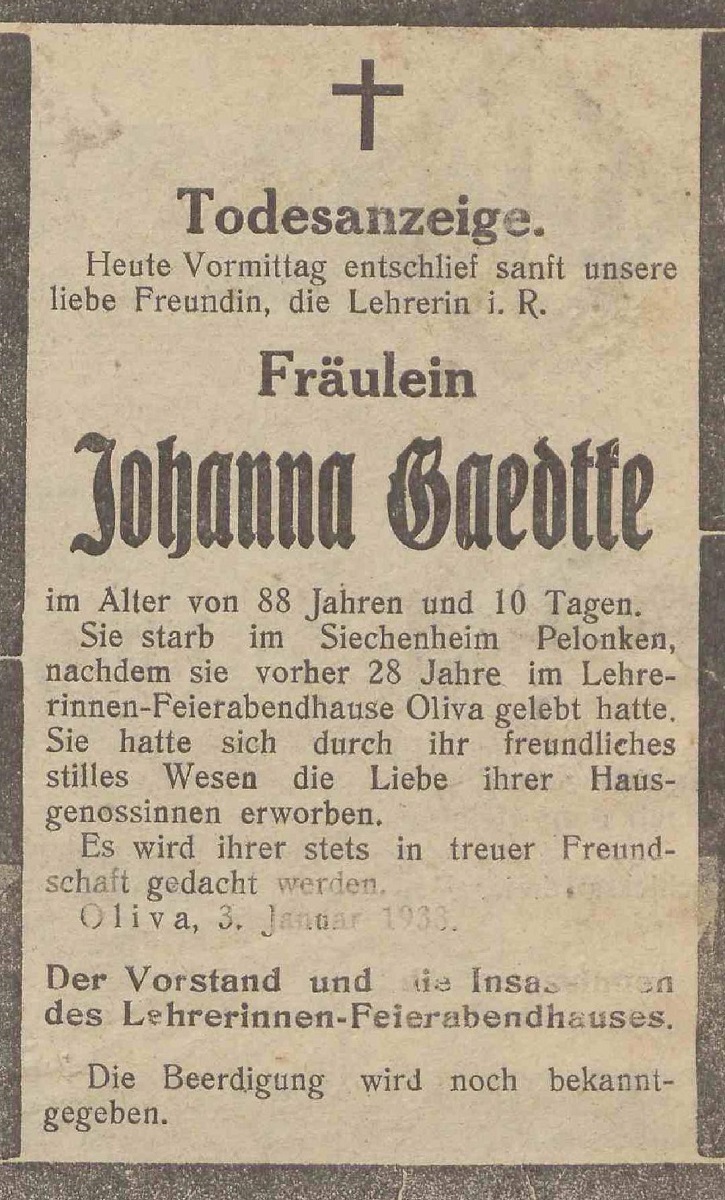 Todesanzeige.
Heute Vormittag entschlief sanft unsere
liebe Freundin, die Lehrerin i. R.
Fräulein
Johanna Gaedtke
im Alter von 88 Jahren und 10 Tagen.
Sie starb im Siechenheim Pelonken,
nachdem sie vorher 28 Jahre im Lehre-
rinnen-Feierabendhause Oliva gelebt hatte.
Sie hatte sich durch ihr freundliches
stilles Wesen die Liebe ihrer Haus-
genossinnen erworben.
Es wird ihrer stets in treuer Freund-
schaft gedacht werden.
Oliva, 3. Januar 1933.
Der Vorstand und die
des Lehrerinnen-Feierabendhauses.
Die Beerdigung wird noch bekannt-
gegeben.